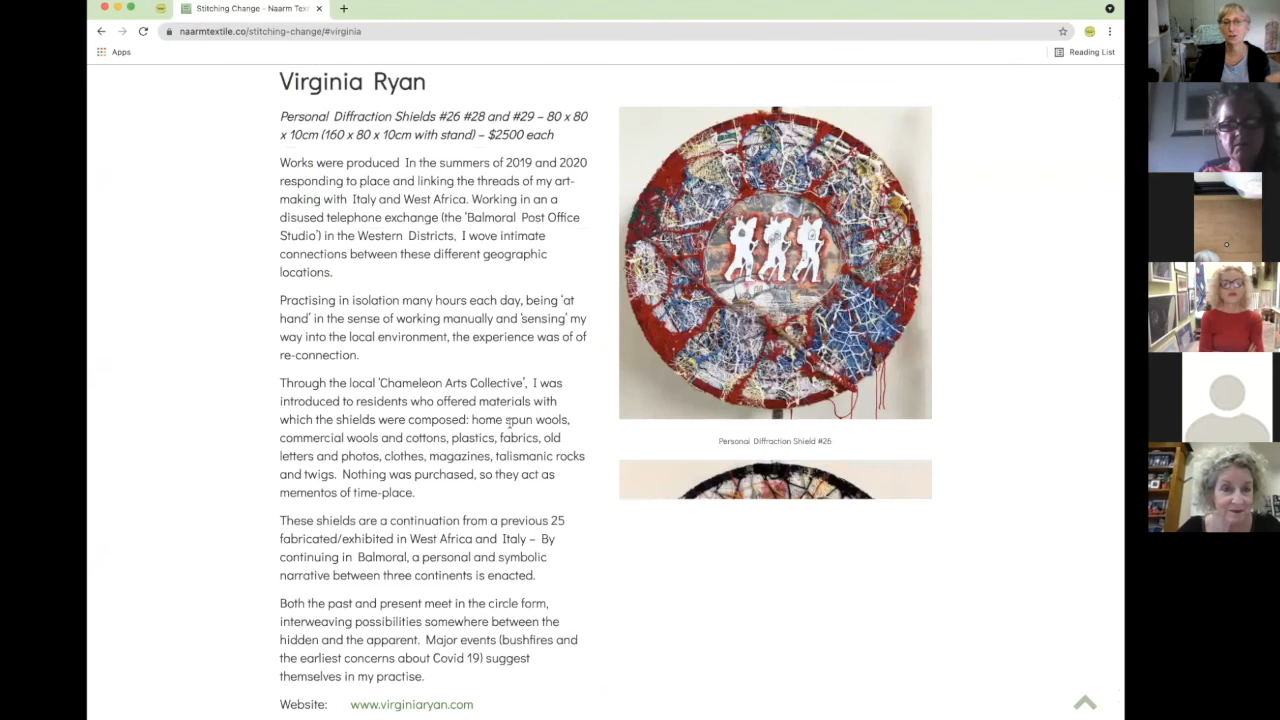 Stitching Change - Naarm Text
naarmtextile.co/stitching-change/#virginia
Apps
Reading List
Virginia Ryan
Personal Diffraction Shields #26 #28 and #29 – 80 x 80
x 10cm (160 x 80 x 10cm with stand) – $2500 each
Works were produced In the summers of 2019 and 2020
responding to place and linking the threads of my art-
making with Italy and West Africa. Working in an a
disused telephone exchange (the ‘Balmoral Post Office
Studio’) in the Western Districts, I wove intimate
connections between these different geographic
locations.
Practising in isolation many hours each day, being ‘at
hand’ in the sense of working manually and ‘sensing’ my
way into the local environment, the experience was of of
re-connection.
Through the local ‘Chameleon Arts Collective’, I was
introduced to residents who offered materials with
which the shields were composed: home spun wools,
commercial wools and cottons, plastics, fabrics, old
letters and photos, clothes, magazines, talismanic rocks
and twigs. Nothing was purchased, so they act as
mementos of time-place.
These shields are a continuation from a previous 25
fabricated/exhibited in West Africa and Italy – By
continuing in Balmoral, a personal and symbolic
narrative between three continents is enacted.
Both the past and present meet in the circle form,
interweaving possibilities somewhere between the
hidden and the apparent. Major events (bushfires and
the earliest concerns about Covid 19) suggest
themselves in my practise.
Website: www.virginiaryan.com
Personal Diffraction Shield #26